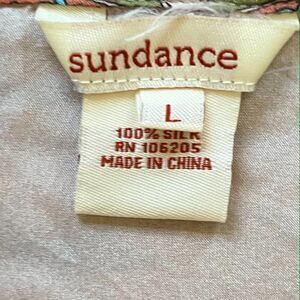 sundance
L
100% SILK
RN 106205
MADE IN CHINA